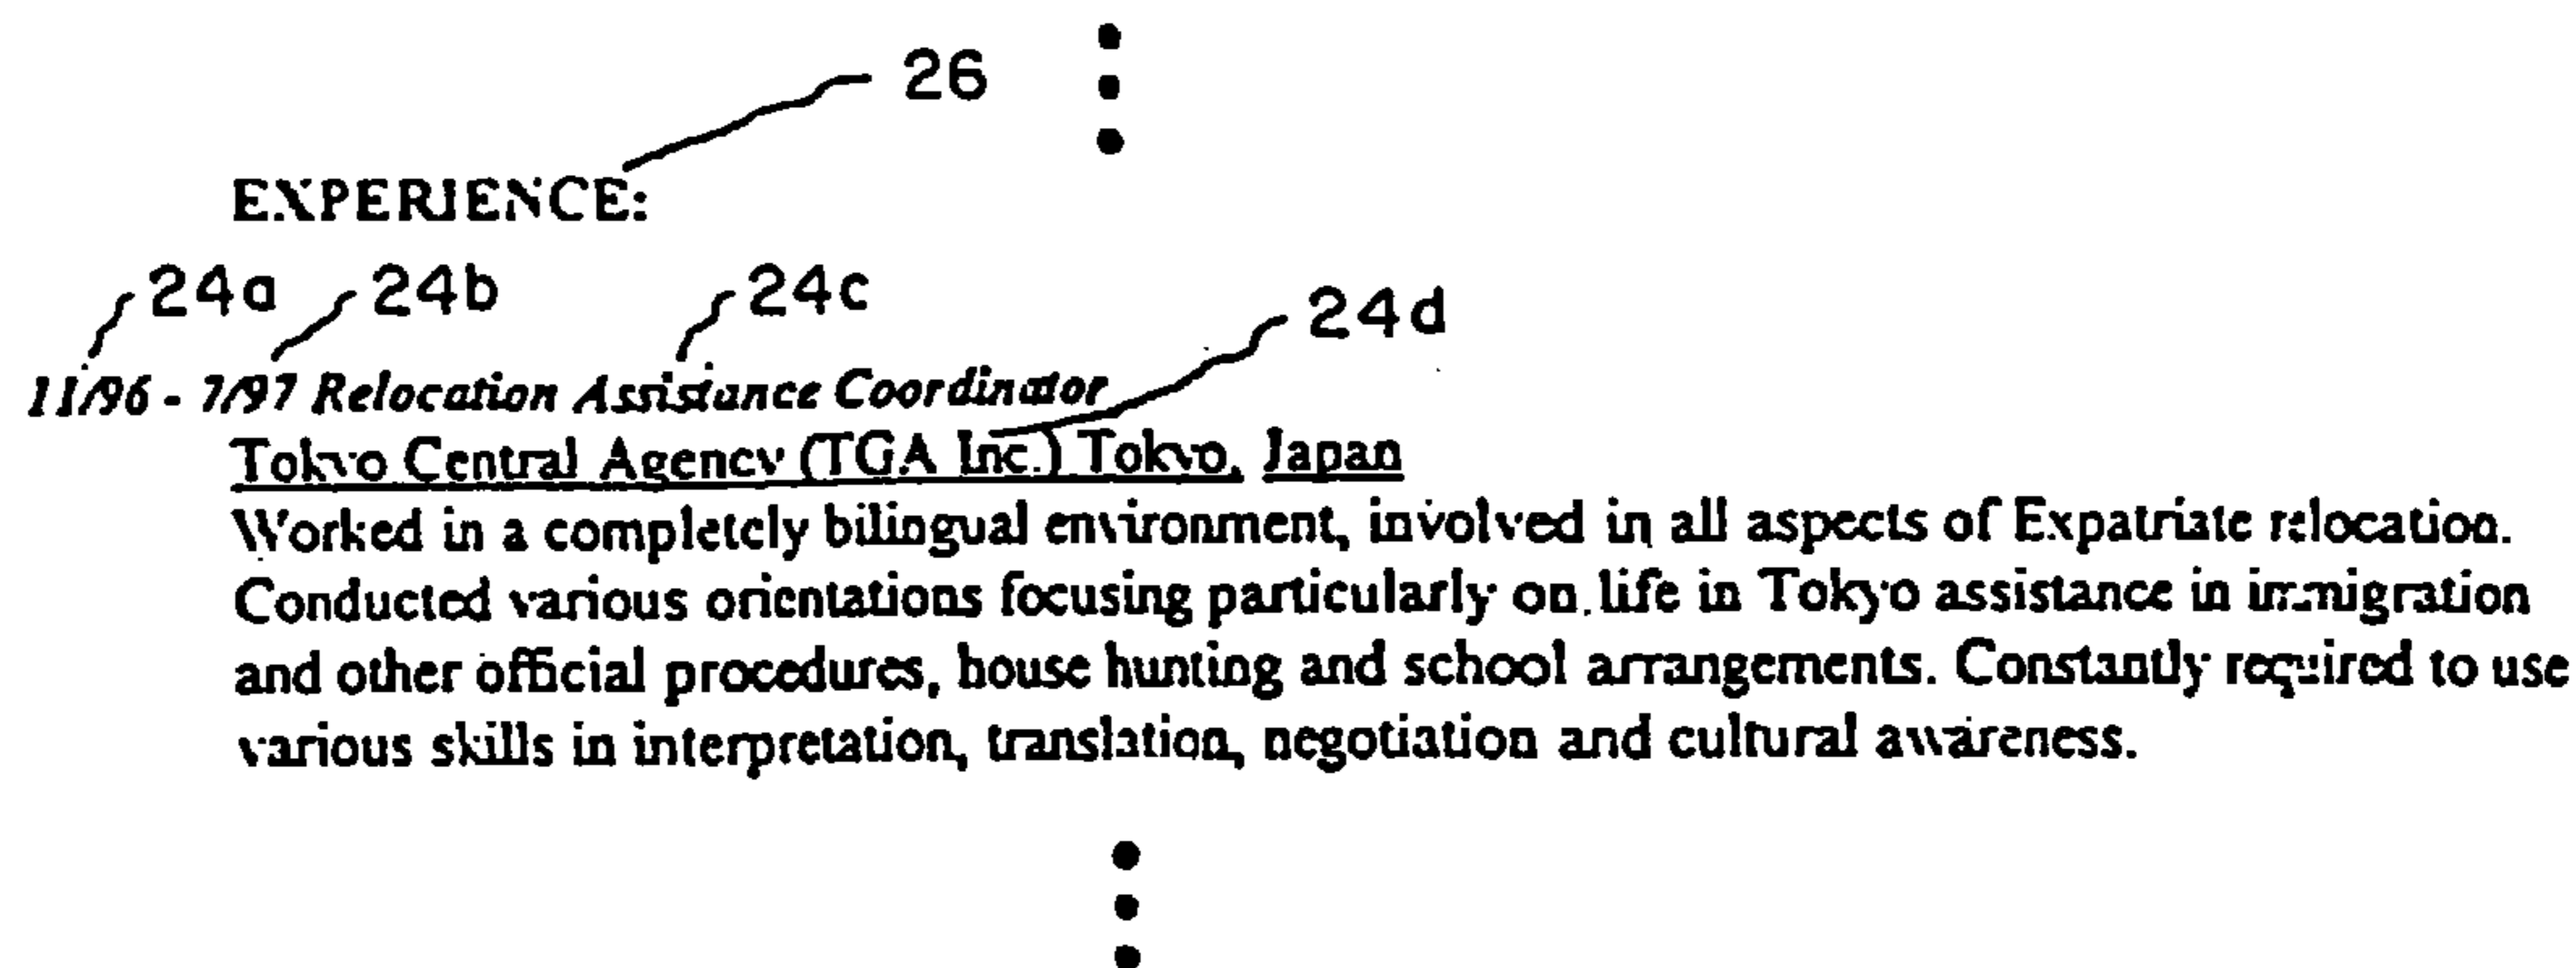 26
EXPERIENCE:
24a 24b 24c 24d
11/96 - 7/97 Relocation Assistance Coordinator
Tokyo Central Agency (TGA Inc.) Tokyo, Japan
Worked in a completely bilingual environment, involved in all aspects of Expatriate relocation.
Conducted various orientations focusing particularly on life in Tokyo assistance in immigration
and other official procedures, house hunting and school arrangements. Constantly required to use
various skills in interpretation, translation, negotiation and cultural awareness.